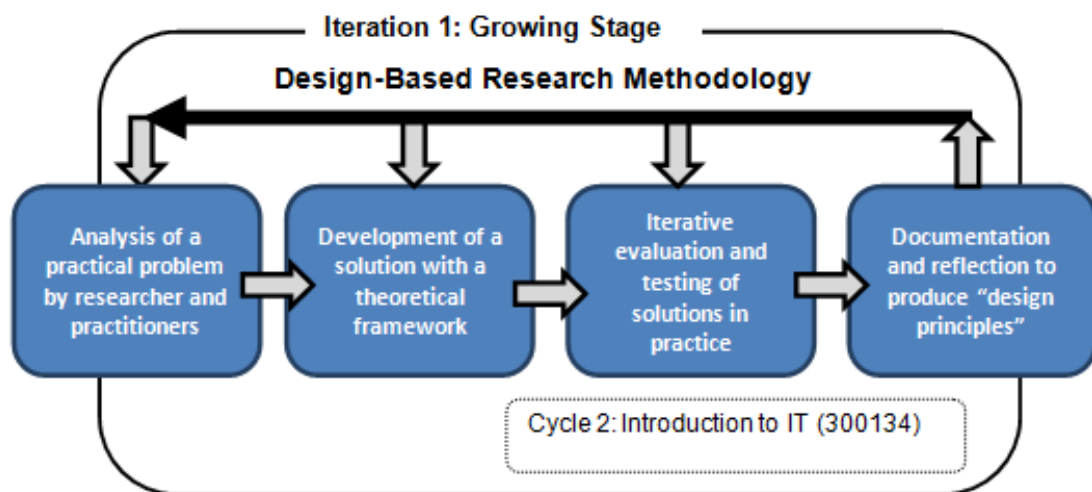 Iteration 1: Growing Stage
Design-Based Research Methodology
Analysis of a
practical problem
by researcher and
practitioners
Development of a
solution with a
theoretical
framework
Iterative
evaluation and
testing of
solutions in
practice
Documentation
and reflection to
produce “design
principles”
Cycle 2: Introduction to IT (300134)